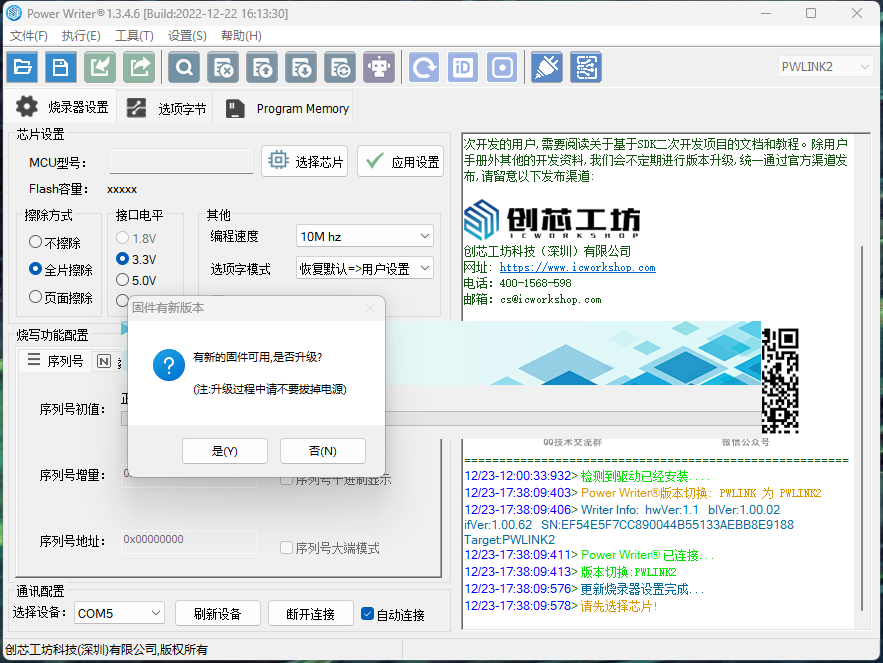 Power Writer® 1.3.4.6 [Build:2022-12-22 16:13:30]
文件(F) 执行(E) 工具(T) 设置(S) 帮助(H)
iD
PWLINK2
烧录器设置 选项字节 Program Memory
芯片设置
MCU型号：
选择芯片 应用设置
Flash容量： xxxxx
擦除方式
不擦除
全片擦除
页面擦除
接口电平
1.8V
3.3V
5.0V
其他
编程速度 10M hz
选项字模式 恢复默认=>用户设置
烧写功能配置
序列号 N
序列号初值：
序列号增量：
序列号十进制显示
序列号地址： 0x00000000
序列号大端模式
固件有新版本
有新的固件可用,是否升级?
(注:升级过程中请不要拔掉电源)
是(Y) 否(N)
通讯配置
选择设备： COM5 刷新设备 断开连接 自动连接
次开发的用户,需要阅读关于基于SDK二次开发项目的文档和教程。除用户
手册外其他的开发资料,我们会不定期进行版本升级,统一通过官方渠道发
布,请留意以下发布渠道:
创芯工坊
ICWORKSHOP
创芯工坊科技（深圳）有限公司
网址: https://www.icworkshop.com
电话: 400-1568-598
邮箱: cs@icworkshop.com
QQ技术交流群 微信公众号
========================================================
12/23-12:00:33:932> 检测到驱动已经安装....
12/23-17:38:09:403> Power Writer®版本切换: PWLINK 为 PWLINK2
12/23-17:38:09:406> Writer Info: hwVer:1.1 blVer:1.00.02
ifVer:1.00.62 SN:EF54E5F7CC890044B55133AEBB8E9188
Target:PWLINK2
12/23-17:38:09:411> Power Writer® 已连接...
12/23-17:38:09:413> 版本切换:PWLINK2
12/23-17:38:09:576> 更新烧录器设置完成...
12/23-17:38:09:578> 请先选择芯片!
创芯工坊科技(深圳)有限公司,版权所有